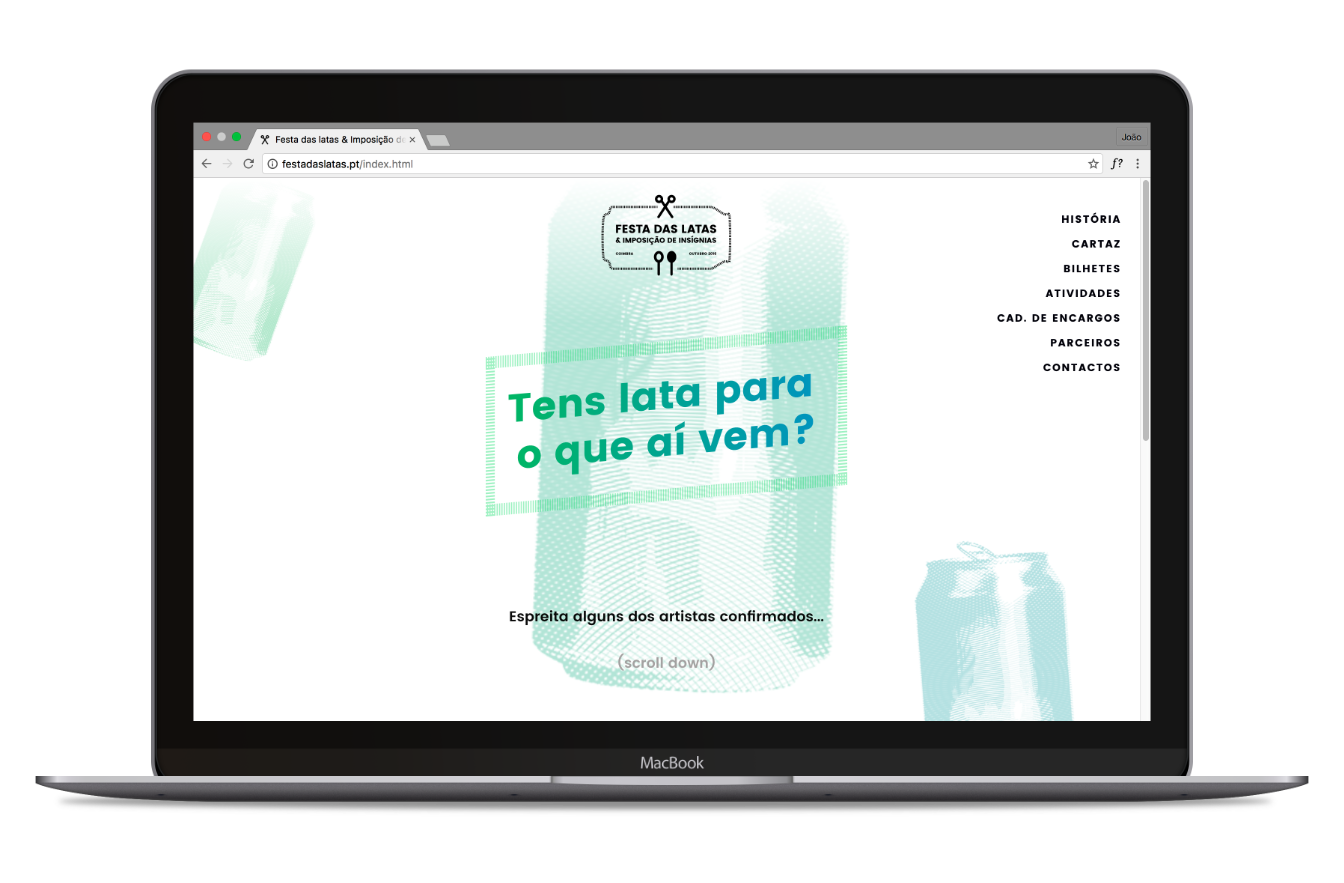 Festa das latas & Imposição d
João
festadaslatas.pt/index.html
f?
FESTA DAS LATAS
& IMPOSIÇÃO DE INSÍGNIAS
COIMBRA
HISTÓRIA
CARTAZ
BILHETES
ATIVIDADES
CAD. DE ENCARGOS
PARCEIROS
CONTACTOS
Tens lata para
o que aí vem?
Espreita alguns dos artistas confirmados...
(scroll down)
MacBook